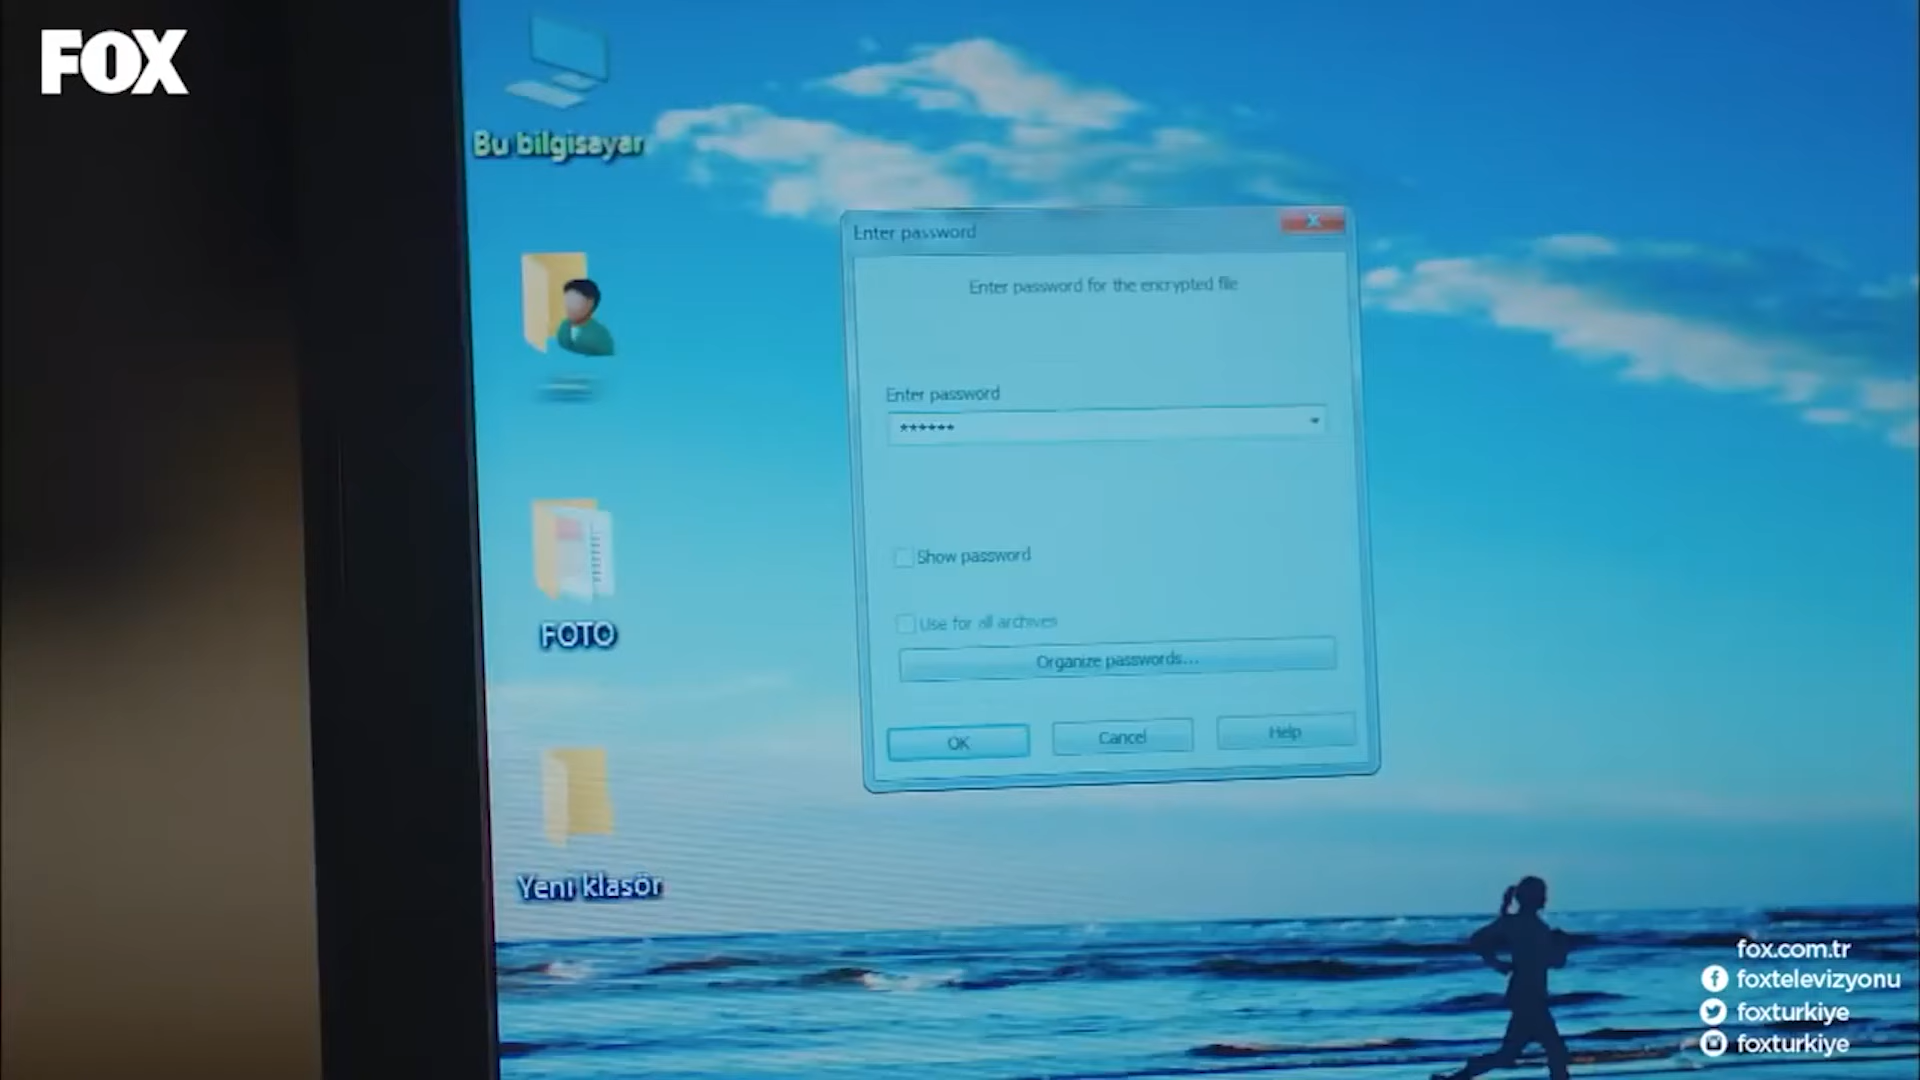 FOX
Bu bilgisayar
FOTO
Yeni klasör
Enter password
X
Enter password for the encrypted file
Enter password
******
Show password
Use for all archives
Organize passwords...
OK
Cancel
Help
fox.com.tr
foxtelevizyonu
foxturkiye
foxturkiye